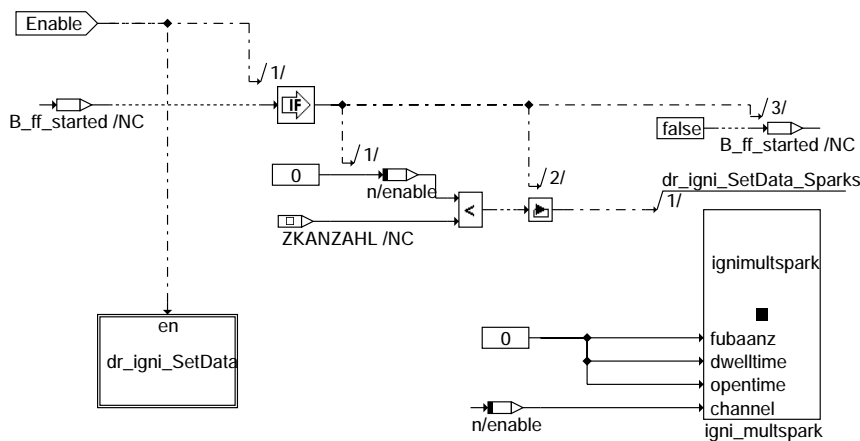 Enable
1/
IF
3/
B_ff_started /NC
false
B_ff_started /NC
1/
0
n/enable
2/
dr_igni_SetData_Sparks
<
1/
ZKANZAHL /NC
ignimultspark
en
dr_igni_SetData
0
fubaanz
dwelltime
opentime
channel
n/enable
igni_multspark